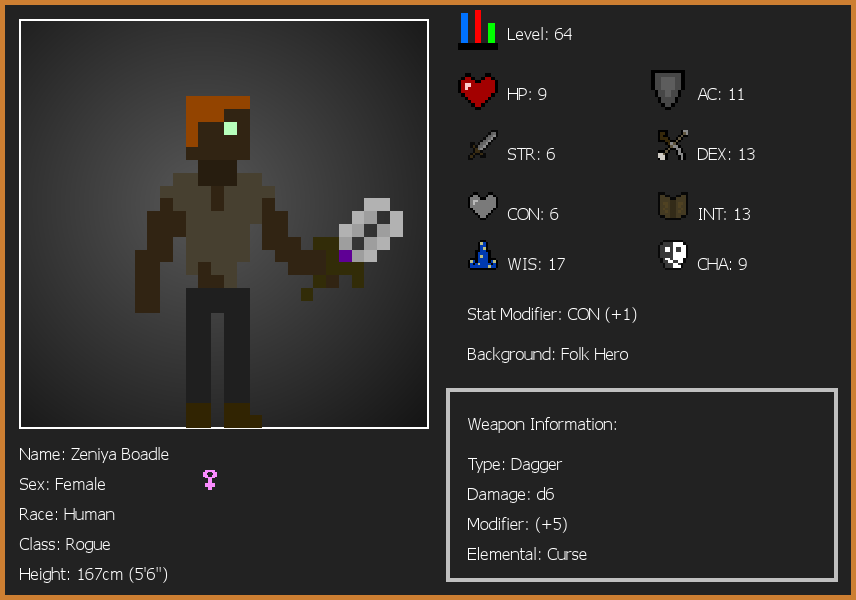 Level: 64
HP: 9
AC: 11
STR: 6
DEX: 13
CON: 6
INT: 13
WIS: 17
CHA: 9
Stat Modifier: CON (+1)
Background: Folk Hero
Weapon Information:
Type: Dagger
Damage: d6
Modifier: (+5)
Elemental: Curse
Name: Zeniya Boadle
Sex: Female
Race: Human
Class: Rogue
Height: 167cm (5'6")